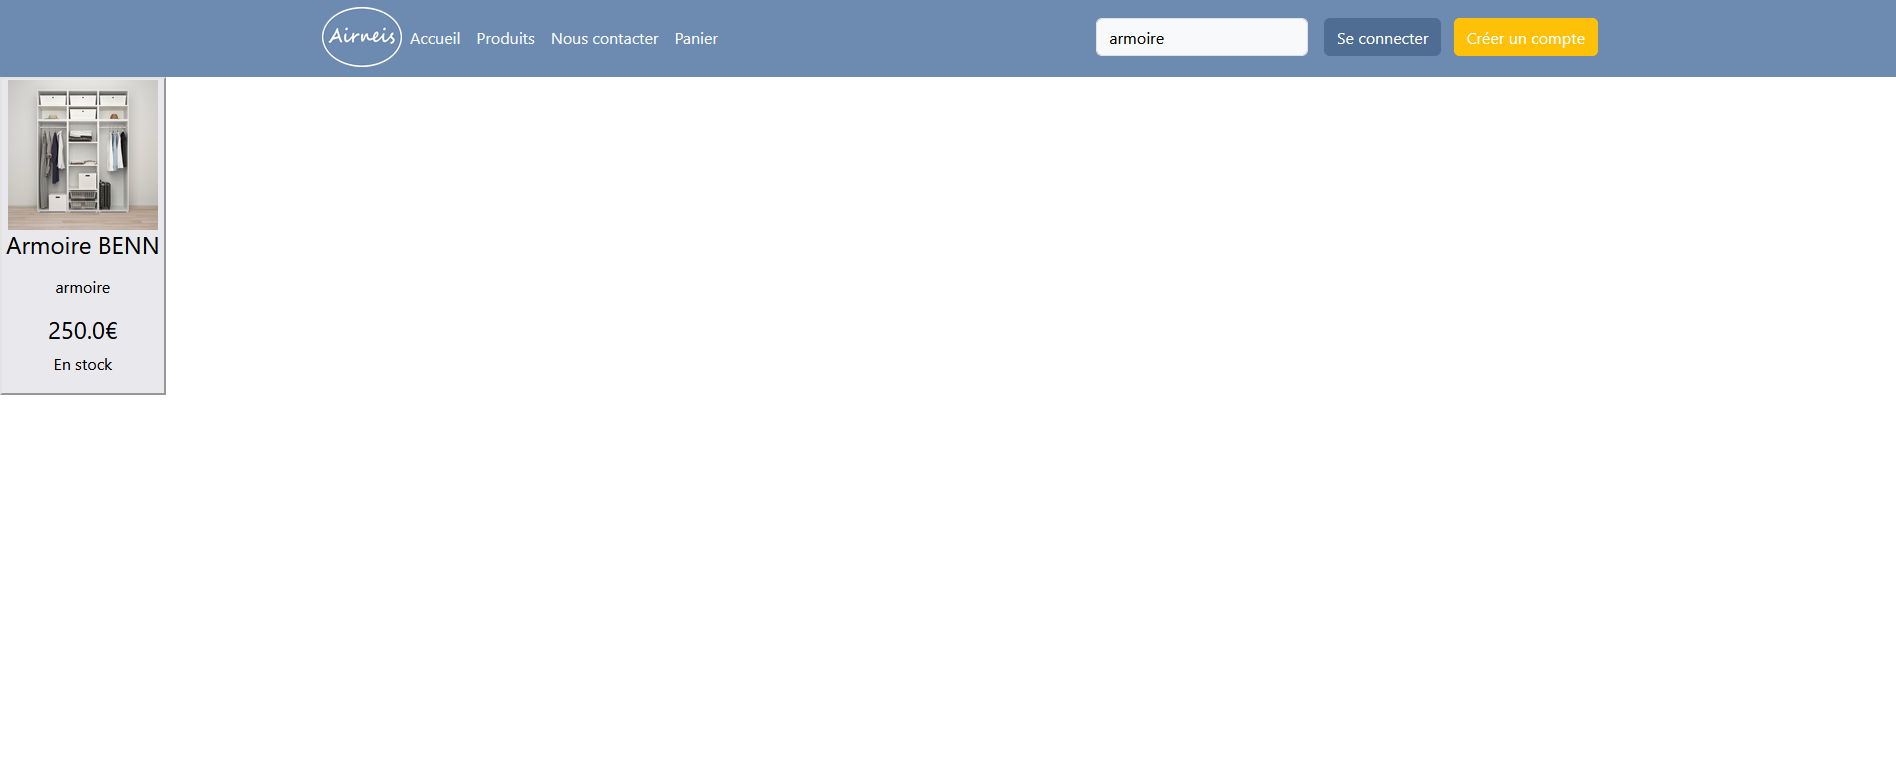 Airneis
Accueil Produits Nous contacter Panier
armoire
Se connecter
Créer un compte
Armoire BENN
armoire
250.0€
En stock